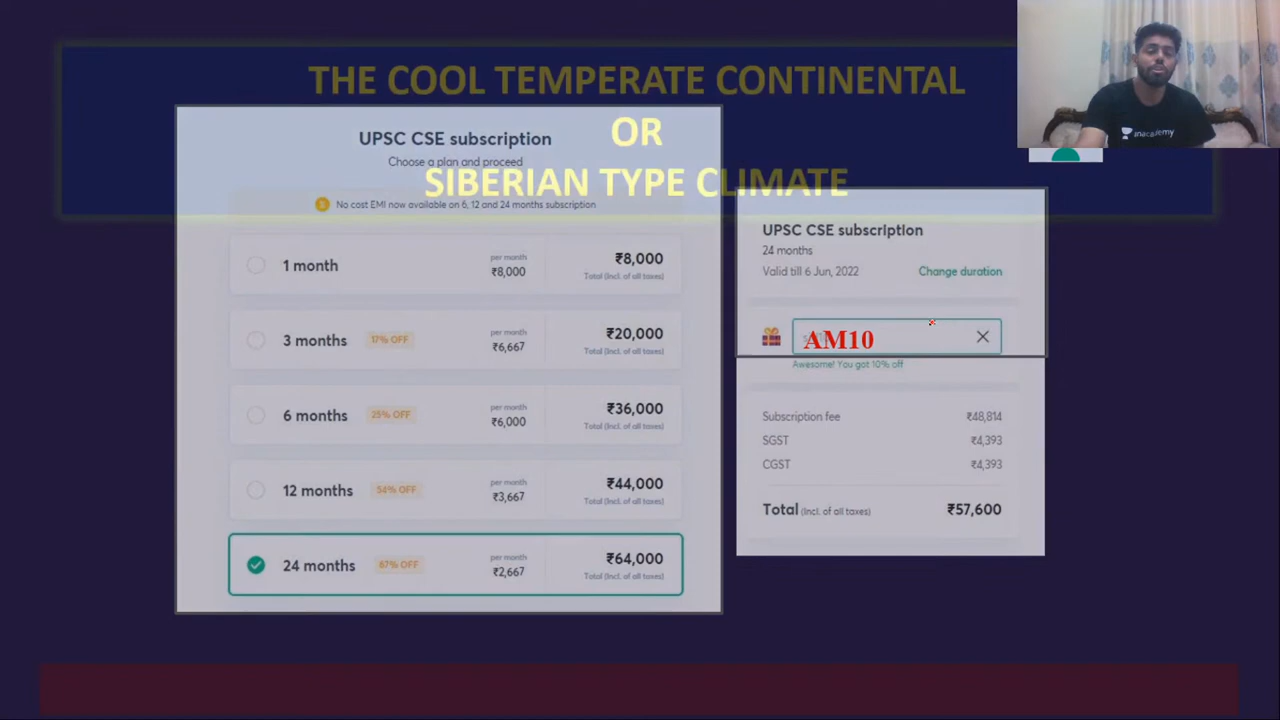 THE COOL TEMPERATE CONTINENTAL
OR
SIBERIAN TYPE CLIMATE
UPSC CSE subscription
Choose a plan and proceed
No cost EMI now available on 6, 12 and 24 months subscription
1 month
per month
₹8,000
₹8,000
Total (Incl. of all taxes)
3 months
17% OFF
per month
₹6,667
₹20,000
Total (Incl. of all taxes)
6 months
25% OFF
per month
₹6,000
₹36,000
Total (Incl. of all taxes)
12 months
54% OFF
per month
₹3,667
₹44,000
Total (Incl. of all taxes)
24 months
67% OFF
per month
₹2,667
₹64,000
Total (Incl. of all taxes)
UPSC CSE subscription
24 months
Valid till 6 Jun, 2022
Change duration
AM10
Awesome! You got 10% off
Subscription fee ₹48,814
SGST ₹4,393
CGST ₹4,393
Total (Incl. of all taxes) ₹57,600
unacademy